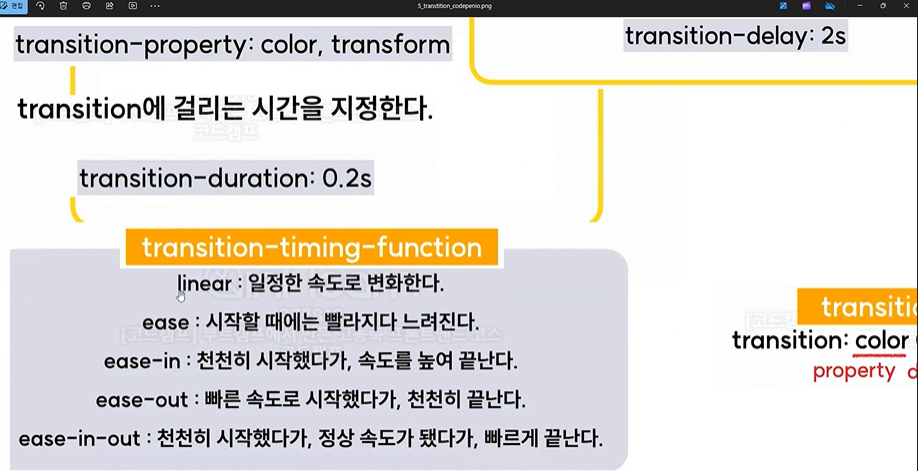 편집
5_transtition_codepenio.png
transition-property: color, transform
transition-delay: 2s
transition에 걸리는 시간을 지정한다.
코드캠프
transition-duration: 0.2s
transition-timing-function
linear : 일정한 속도로 변화한다.
ease : 시작할 때에는 빨라지다 느려진다.
ease-in : 천천히 시작했다가, 속도를 높여 끝난다.
ease-out : 빠른 속도로 시작했다가, 천천히 끝난다.
ease-in-out : 천천히 시작했다가, 정상 속도가 됐다가, 빠르게 끝난다.
transitio
transition: color
property d